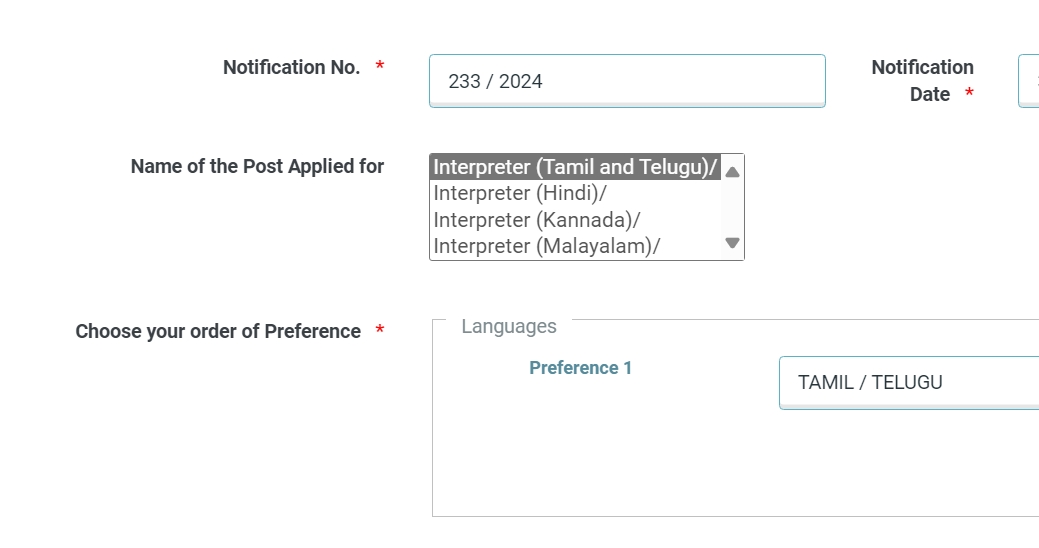 Notification No. *
233 / 2024
Notification
Date *
Name of the Post Applied for
Interpreter (Tamil and Telugu)/
Interpreter (Hindi)/
Interpreter (Kannada)/
Interpreter (Malayalam)/
Choose your order of Preference *
Languages
Preference 1
TAMIL / TELUGU